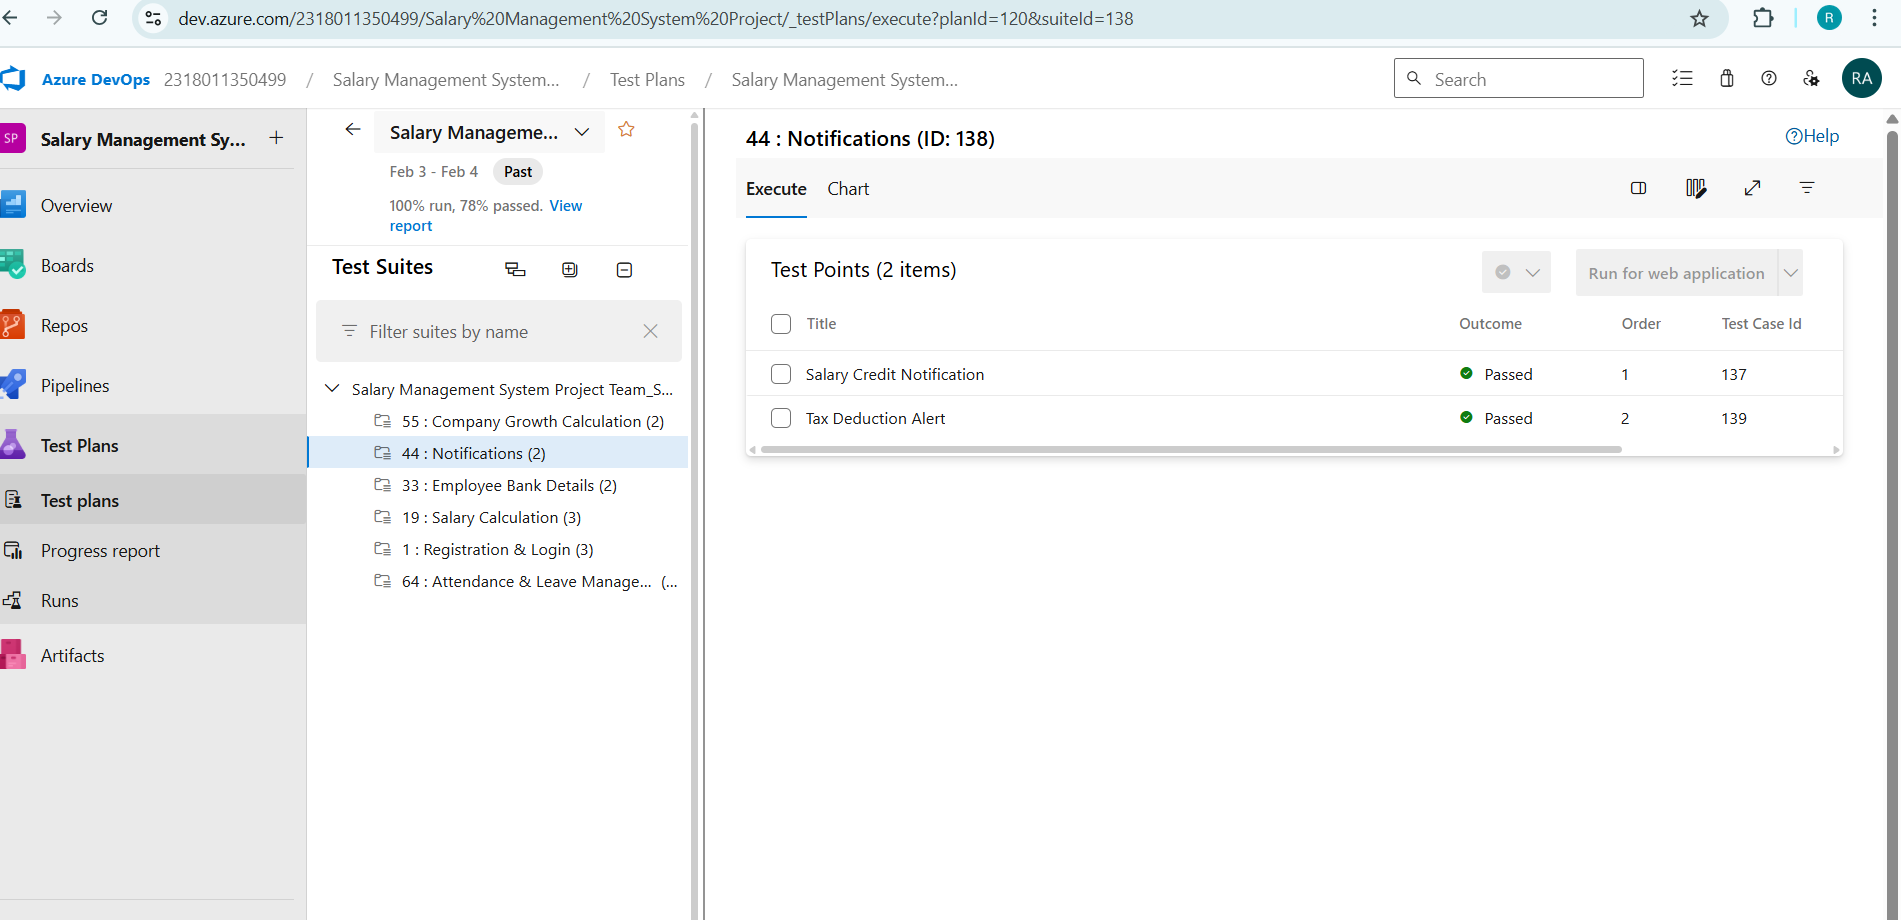 dev.azure.com/2318011350499/Salary%20Management%20System%20Project/_testPlans/execute?planId=120&suiteId=138
R
Azure DevOps 2318011350499 / Salary Management System... / Test Plans / Salary Management System...
Search
RA
SP
Salary Management Sy...
Overview
Boards
Repos
Pipelines
Test Plans
Test plans
Progress report
Runs
Artifacts
Salary Manageme...
Feb 3 - Feb 4 Past
100% run, 78% passed. View
report
Test Suites
Filter suites by name
Salary Management System Project Team_S...
55 : Company Growth Calculation (2)
44 : Notifications (2)
33 : Employee Bank Details (2)
19 : Salary Calculation (3)
1 : Registration & Login (3)
64 : Attendance & Leave Manage... (...
44 : Notifications (ID: 138)
Help
Execute Chart
Test Points (2 items)
Run for web application
Title Outcome Order Test Case Id
Salary Credit Notification Passed 1 137
Tax Deduction Alert Passed 2 139